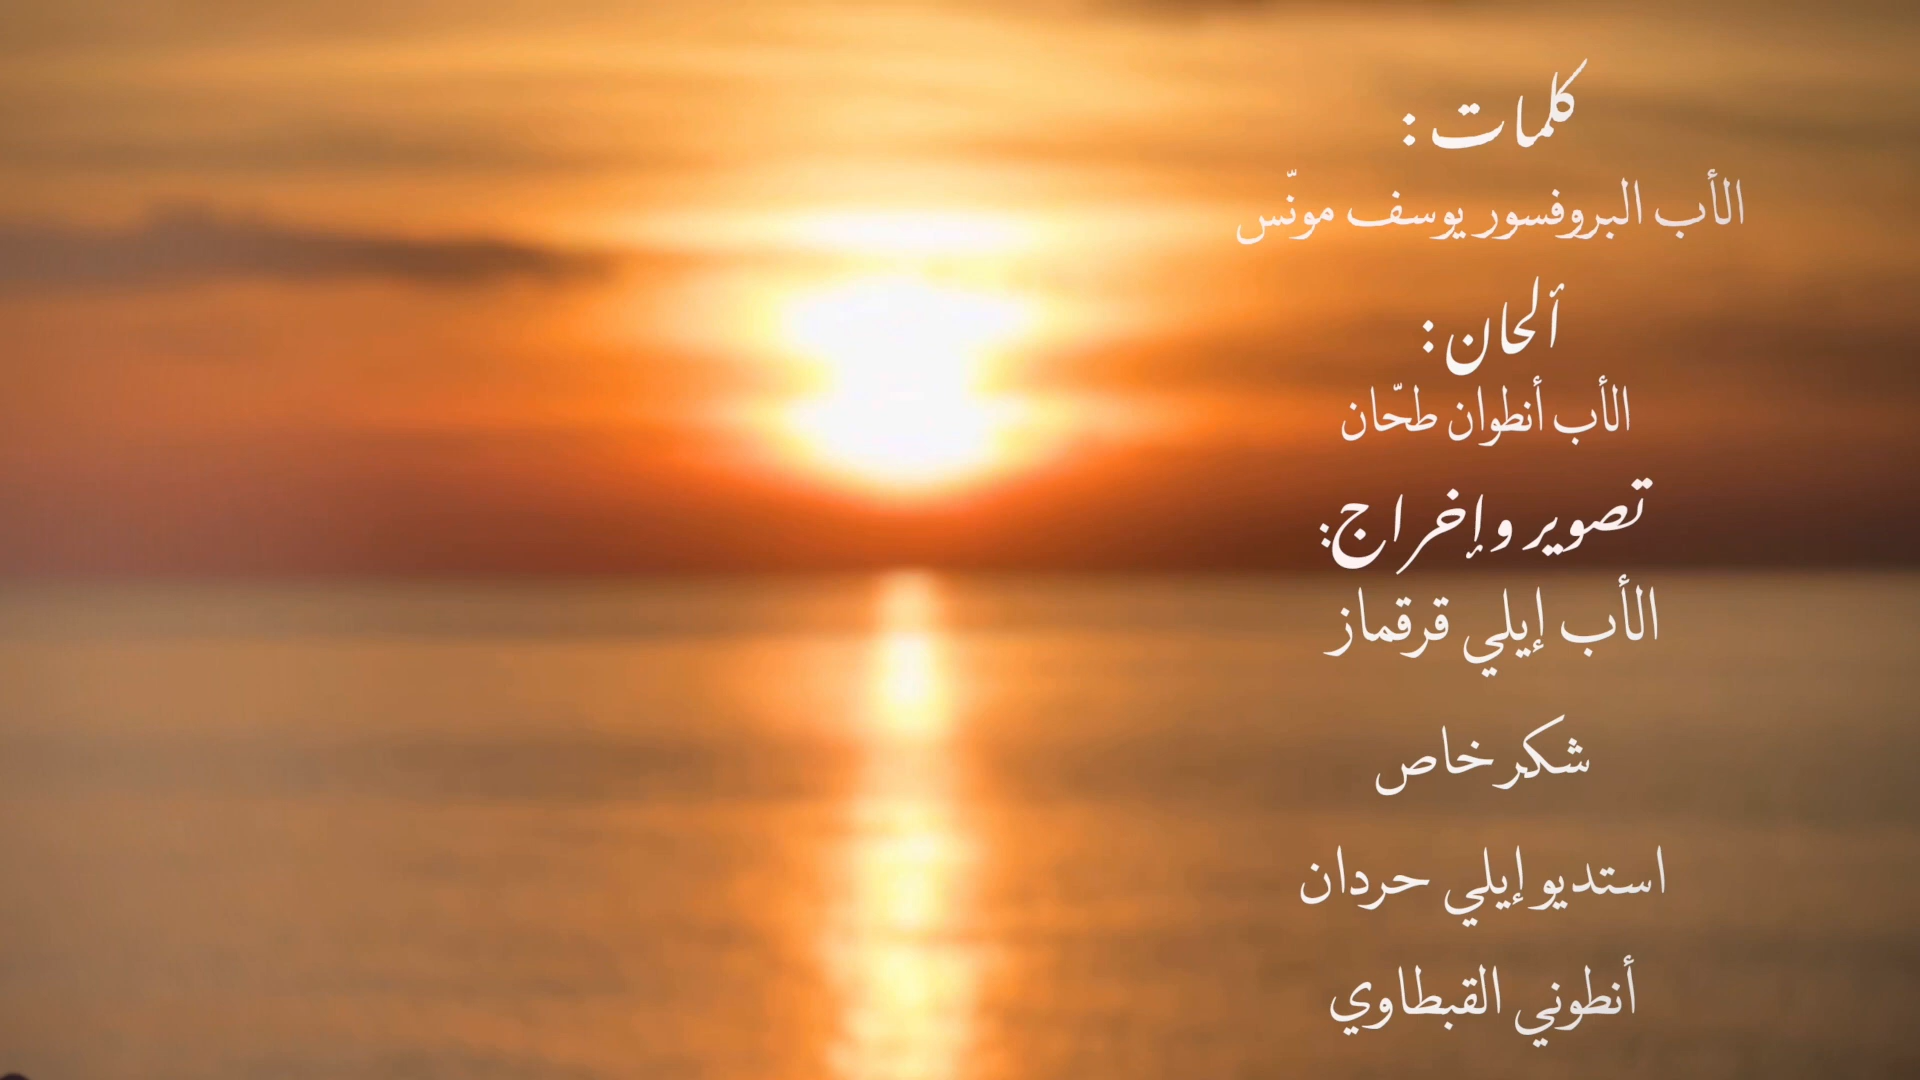 كلمات :
الأب البروفسور يوسف مونّس
ألحان :
الأب أنطوان طحّان
تصوير وإخراج:
الأب إيلي قرقماز
شكر خاص
استديو إيلي حردان
أنطوني القبطاوي